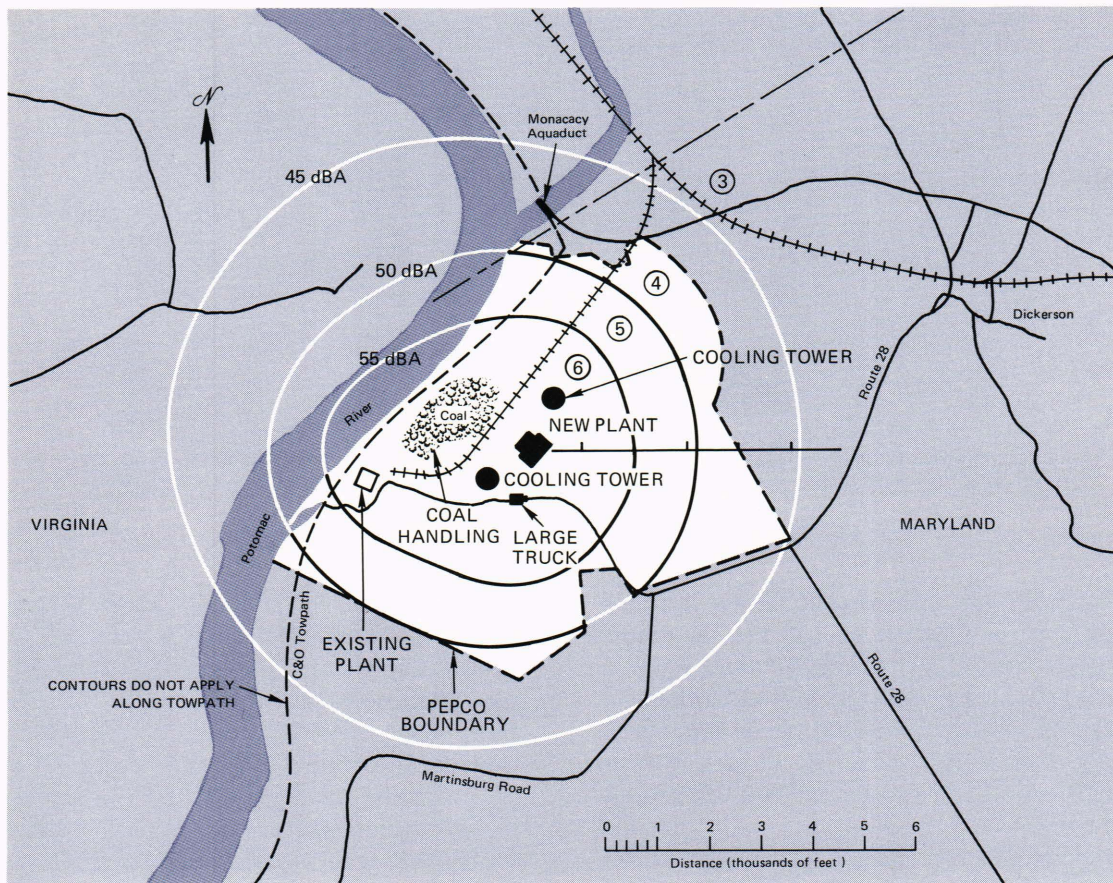 N
Monacacy
Aquaduct
45 dBA
③
50 dBA
④
Dickerson
⑤
55 dBA
⑥
COOLING TOWER
Route 28
River
Coal
NEW PLANT
COOLING TOWER
VIRGINIA
Potomac
COAL
HANDLING
LARGE
TRUCK
MARYLAND
C&O Towpath
EXISTING
PLANT
CONTOURS DO NOT APPLY
ALONG TOWPATH
PEPCO
BOUNDARY
Route 28
Martinsburg Road
0 1 2 3 4 5 6
Distance (thousands of feet)